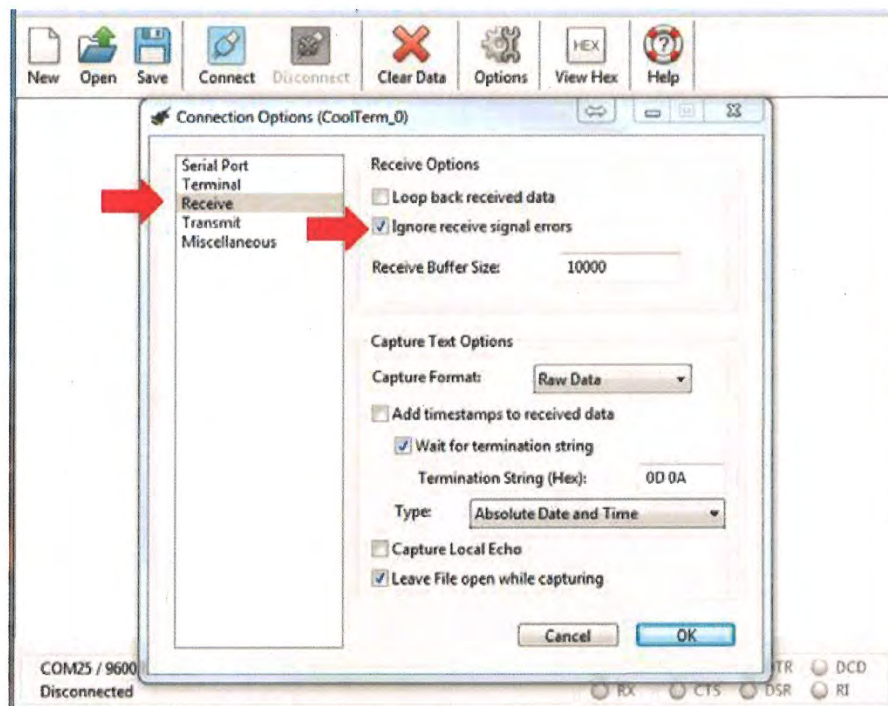 New Open Save Connect Disconnect Clear Data Options View Hex Help
HEX
Connection Options (CoolTerm_0)
Serial Port
Terminal
Receive
Transmit
Miscellaneous
Receive Options
Loop back received data
Ignore receive signal errors
Receive Buffer Size: 10000
Capture Text Options
Capture Format: Raw Data
Add timestamps to received data
Wait for termination string
Termination String (Hex): 0D 0A
Type: Absolute Date and Time
Capture Local Echo
Leave File open while capturing
Cancel OK
COM25 / 9600
TR DCD
Disconnected
RX CTS DSR RI